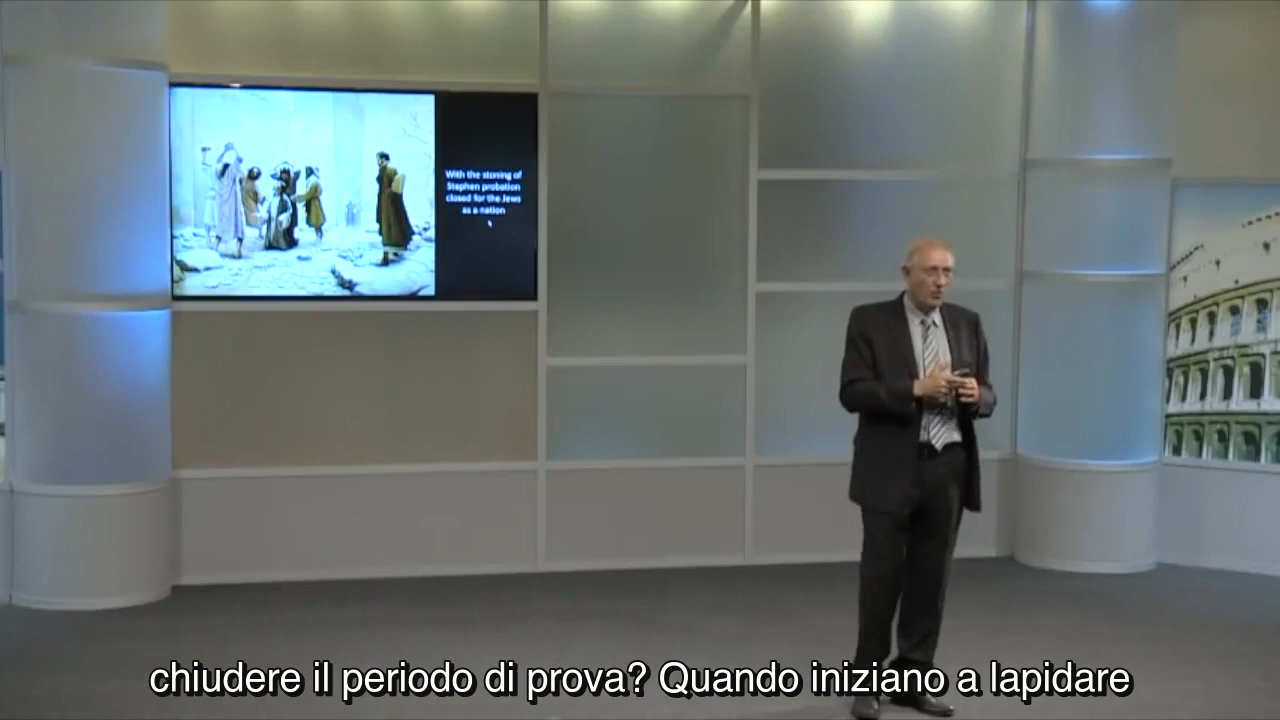 With the stoning of
Stephen probation
closed for the Jews
as a nation
chiudere il periodo di prova? Quando iniziano a lapidare